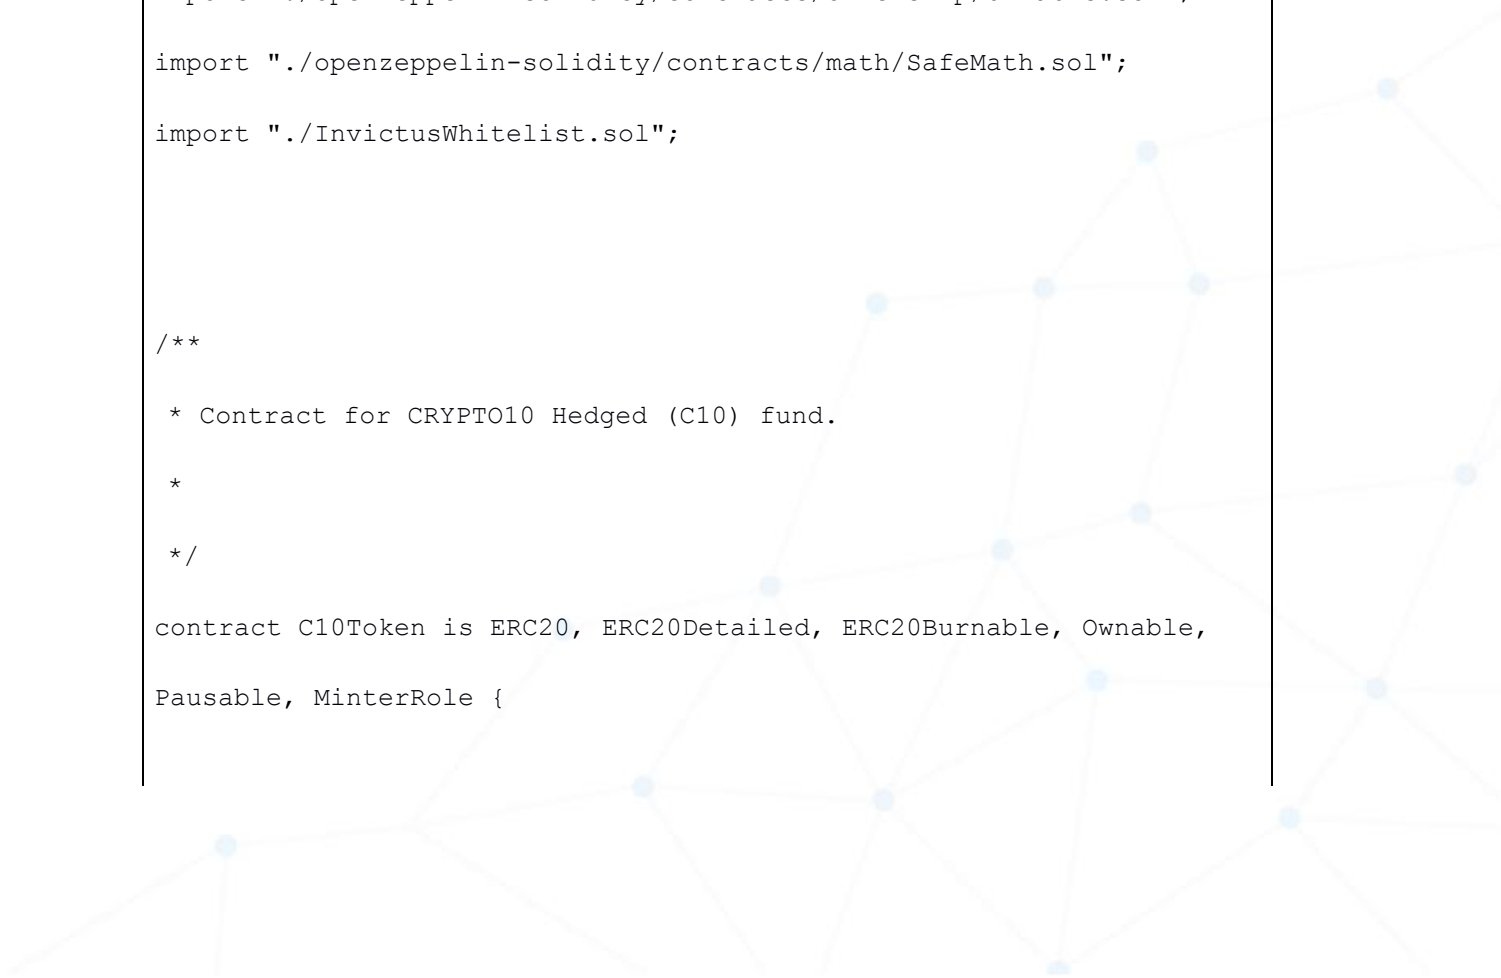 import "./openzeppelin-solidity/contracts/math/SafeMath.sol";
import "./InvictusWhitelist.sol";
/**
* Contract for CRYPTO10 Hedged (C10) fund.
*
*/
contract C10Token is ERC20, ERC20Detailed, ERC20Burnable, Ownable,
Pausable, MinterRole {